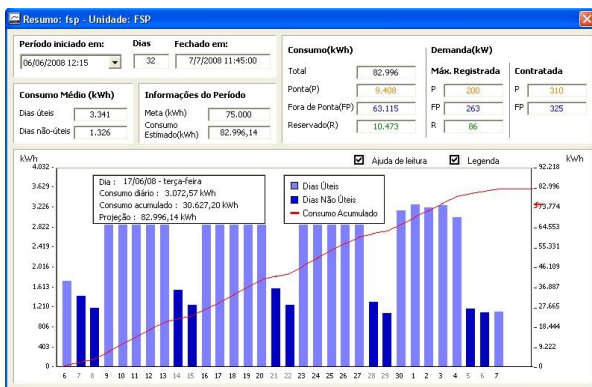 Resumo: fsp - Unidade: FSP
Período iniciado em: Dias Fechado em:
06/06/2008 12:15 32 7/7/2008 11:45:00
Consumo Médio (kWh)
Dias úteis 3.341
Dias não-úteis 1.326
Informações do Período
Meta (kWh) 75.000
Consumo
Estimado(kWh) 82.996,14
Consumo(kWh)
Total 82.996
Ponta(P) 9.408
Fora de Ponta(FP) 63.115
Reservado(R) 10.473
Demanda(kW)
Máx. Registrada Contratada
P 200 P 310
FP 263 FP 325
R 86
kWh Ajuda de leitura Legenda kWh
4.032
3.629
3.226
2.822
2.419
2.016
1.613
1.210
806
403
0
Dia : 17/06/08 - terça-feira
Consumo diário : 3.072,57 kWh
Consumo acumulado : 30.627,20 kWh
Projeção : 82.996,14 kWh
Dias Úteis
Dias Não Úteis
Consumo Acumulado
92.218
82.996
73.774
64.553
55.331
46.109
36.887
27.665
18.444
9.222
0
6 7 8 9 10 11 12 13 14 15 16 17 18 19 20 21 22 23 24 25 26 27 28 29 30 1 2 3 4 5 6 7